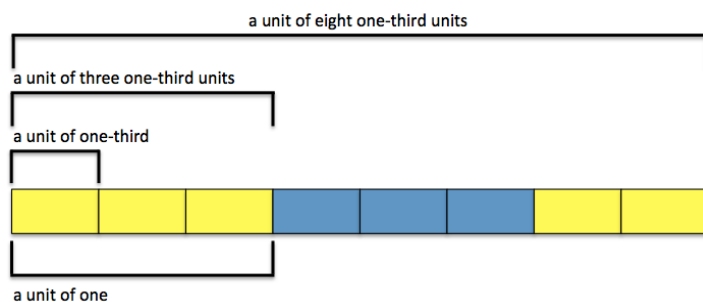 a unit of eight one-third units
a unit of three one-third units
a unit of one-third
a unit of one